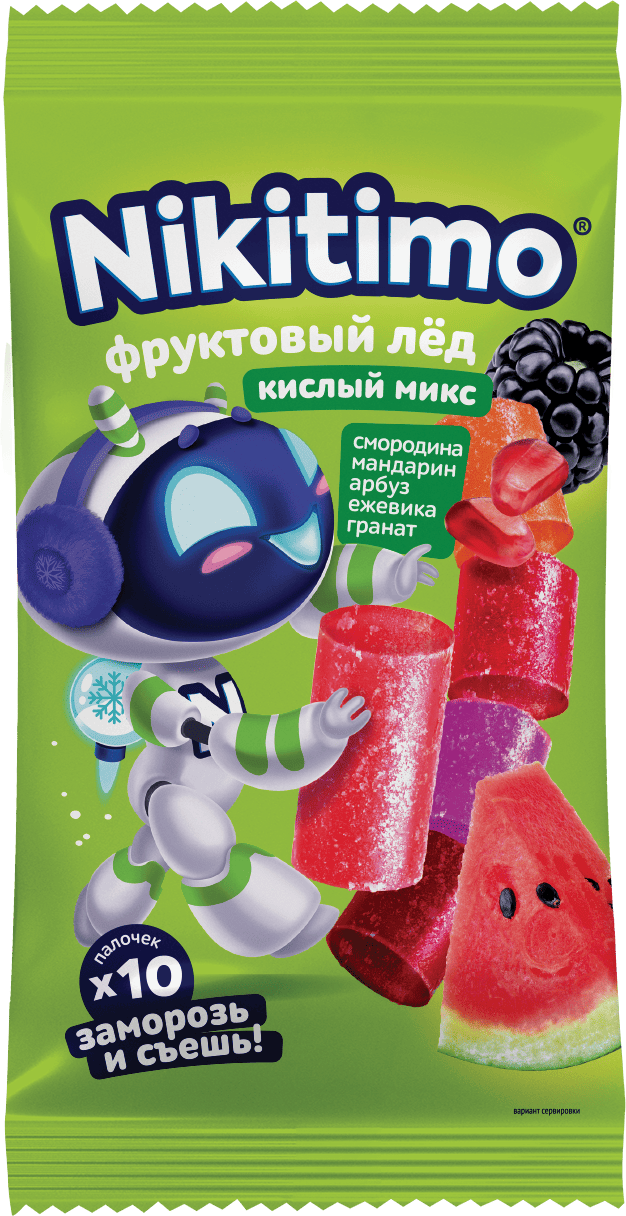 Nikitimo®
фруктовый лёд
кислый микс
смородина
мандарин
арбуз
ежевика
гранат
N
палочек
x10
заморозь
и съешь!
вариант сервировки